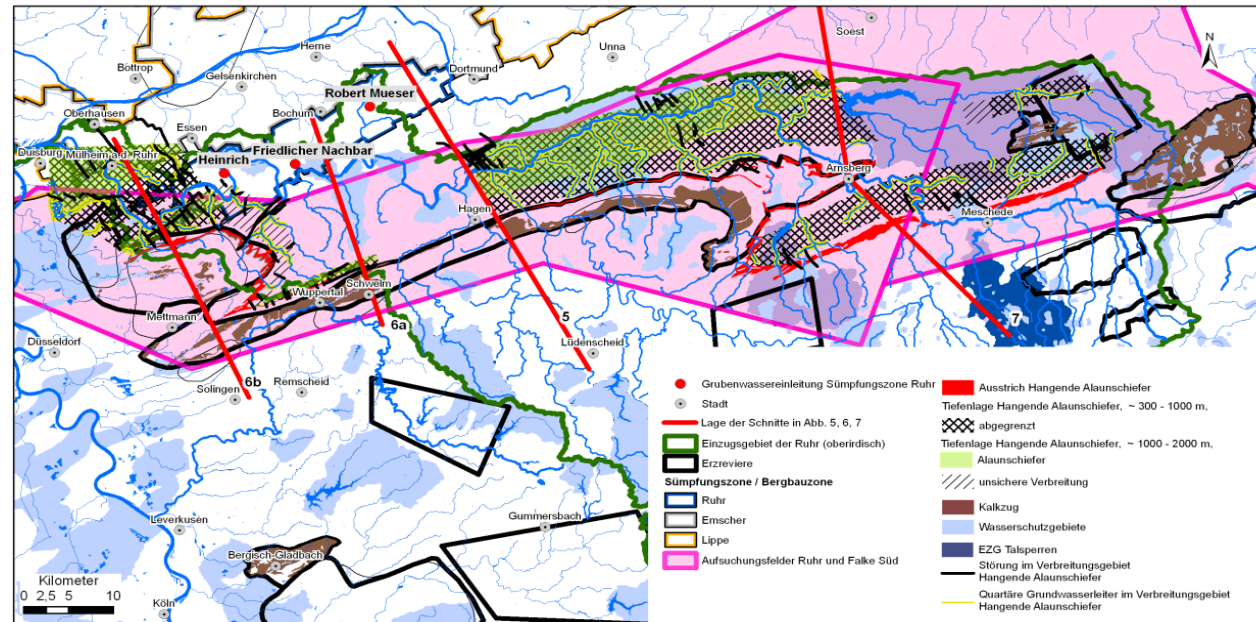 Soest
Herne
Unna
Bottrop
Gelsenkirchen
Dortmund
Robert Mueser
Oberhausen
Bochum
Essen
Friedlicher Nachbar
Duisburg
Mülheim a.d. Ruhr
Heinrich
Arnsberg
Hagen
Meschede
Schwelm
Wuppertal
Mettmann
6a
5
7
Düsseldorf
Lüdenscheid
6b
Remscheid
Solingen
Leverkusen
Gummersbach
Bergisch-Gladbach
Köln
Kilometer
0 2,5 5 10
N
Grubenwassereinleitung Sümpfungszone Ruhr
Stadt
Lage der Schnitte in Abb. 5, 6, 7
Einzugsgebiet der Ruhr (oberirdisch)
Erzreviere
Sümpfungszone / Bergbauzone
Ruhr
Emscher
Lippe
Aufsuchungsfelder Ruhr und Falke Süd
Ausstrich Hangende Alaunschiefer
Tiefenlage Hangende Alaunschiefer, ~ 300 - 1000 m,
abgegrenzt
Tiefenlage Hangende Alaunschiefer, ~ 1000 - 2000 m,
Alaunschiefer
unsichere Verbreitung
Kalkzug
Wasserschutzgebiete
EZG Talsperren
Störung im Verbreitungsgebiet
Hangende Alaunschiefer
Quartäre Grundwasserleiter im Verbreitungsgebiet
Hangende Alaunschiefer